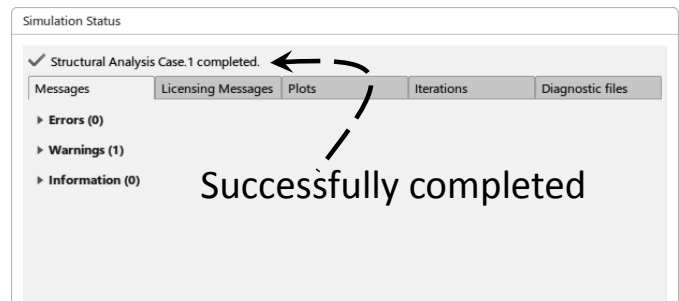 Simulation Status
Structural Analysis Case.1 completed.
Messages Licensing Messages Plots Iterations Diagnostic files
Errors (0)
Warnings (1)
Information (0)
Successfully completed